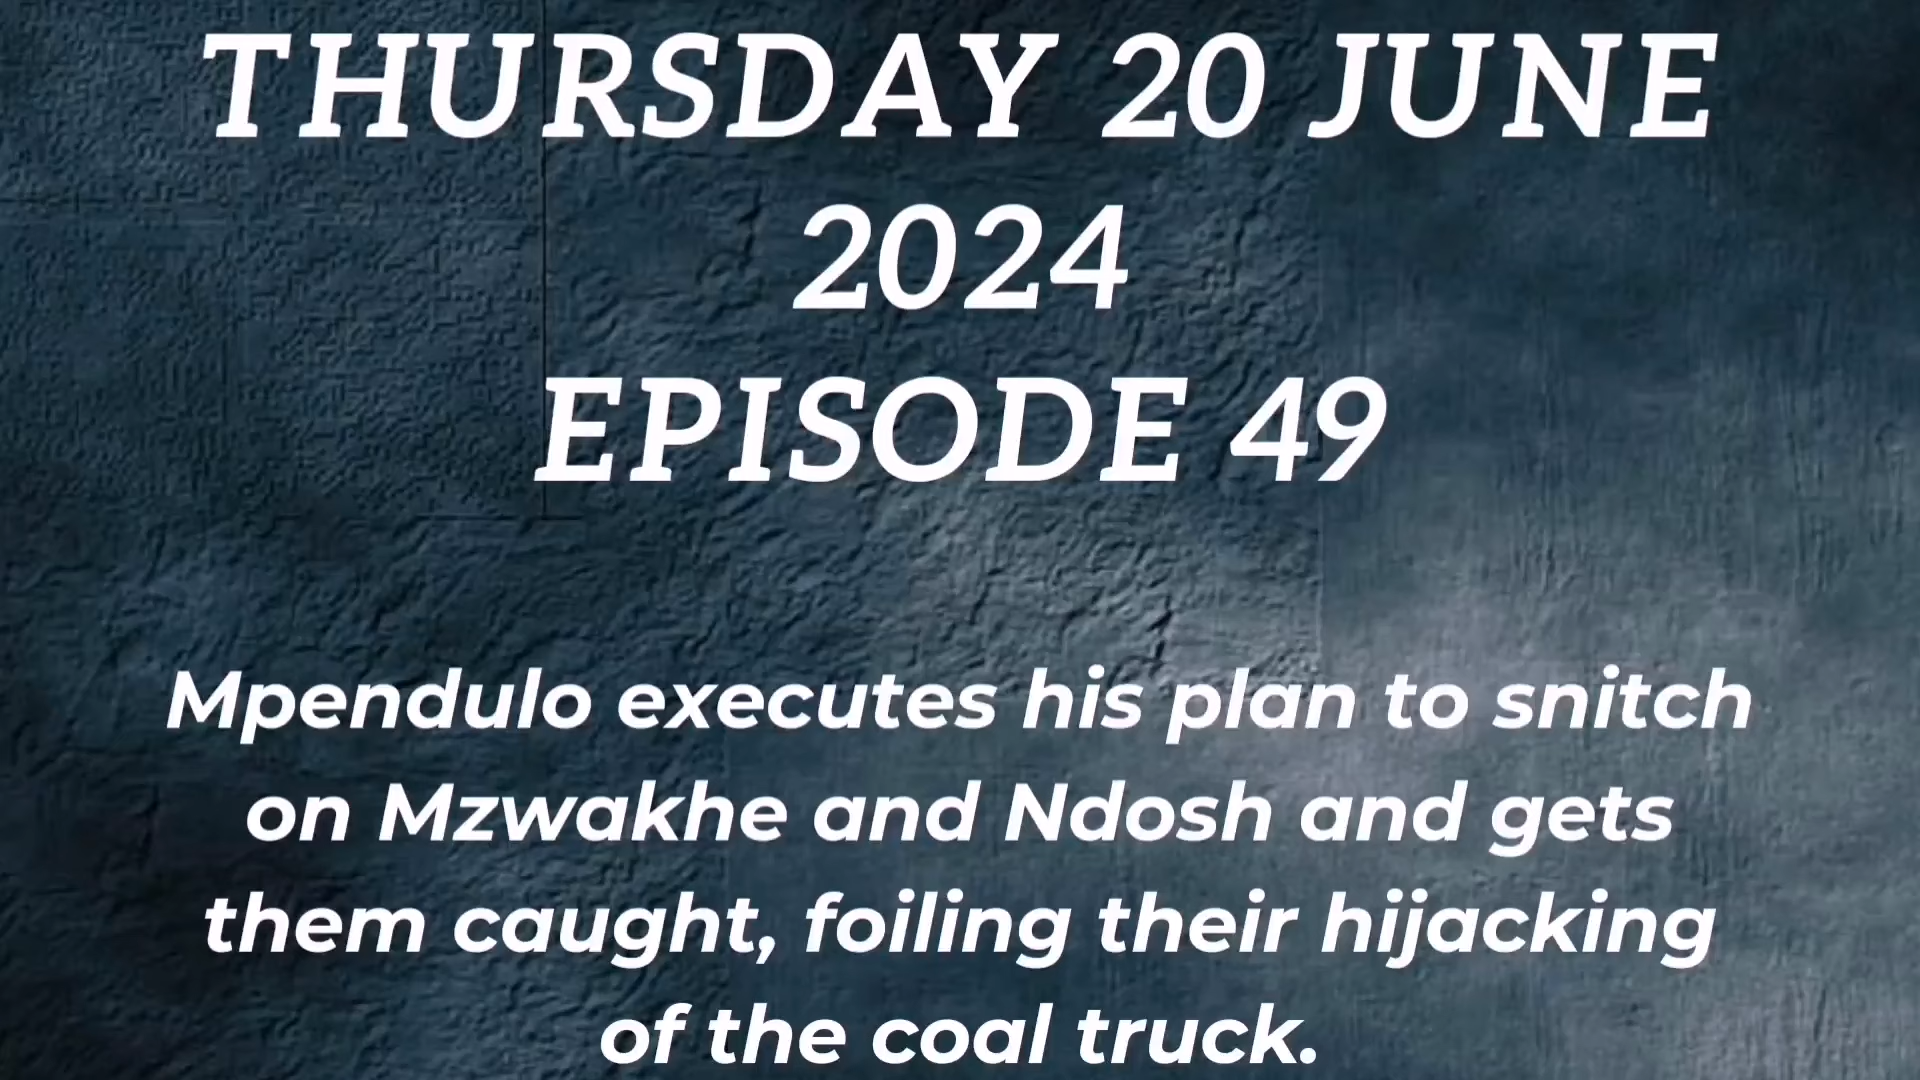 THURSDAY 20 JUNE
2024
EPISODE 49
Mpendulo executes his plan to snitch
on Mzwakhe and Ndosh and gets
them caught, foiling their hijacking
of the coal truck.